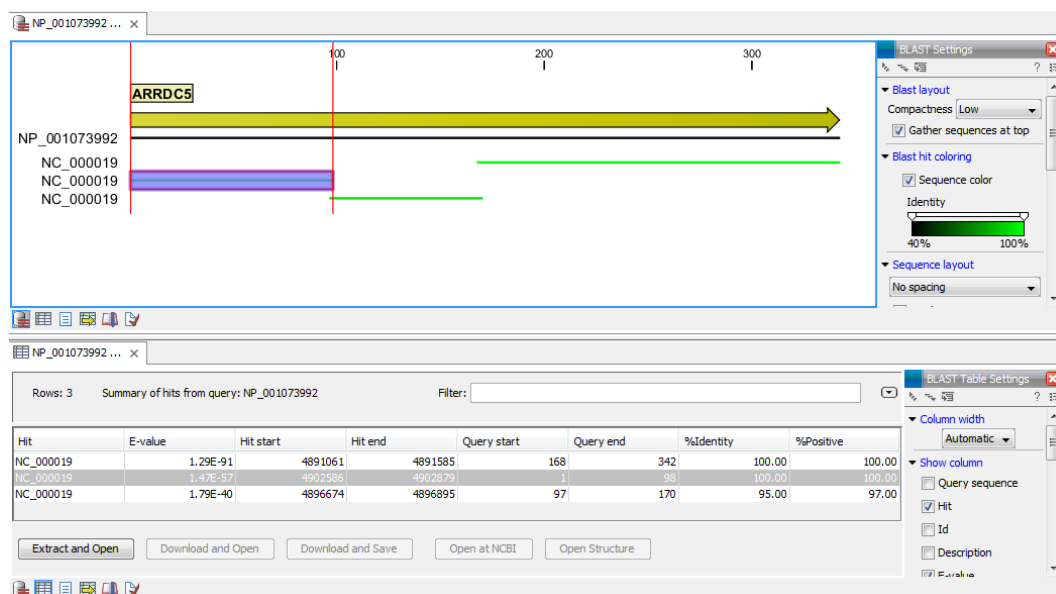 NP_001073992 ...
100 200 300
ARRDC5
NP_001073992
NC_000019
NC_000019
NC_000019
BLAST Settings
?
Blast layout
Compactness Low
Gather sequences at top
Blast hit coloring
Sequence color
Identity
40% 100%
Sequence layout
No spacing
NP_001073992 ...
Rows: 3 Summary of hits from query: NP_001073992 Filter:
Hit E-value Hit start Hit end Query start Query end %Identity %Positive
NC_000019 1.29E-91 4891061 4891585 168 342 100.00 100.00
NC_000019 1.47E-57 4902586 4902879 1 98 100.00 100.00
NC_000019 1.79E-40 4896674 4896895 97 170 95.00 97.00
Extract and Open Download and Open Download and Save Open at NCBI Open Structure
BLAST Table Settings
?
Column width
Automatic
Show column
Query sequence
Hit
Id
Description
E-value